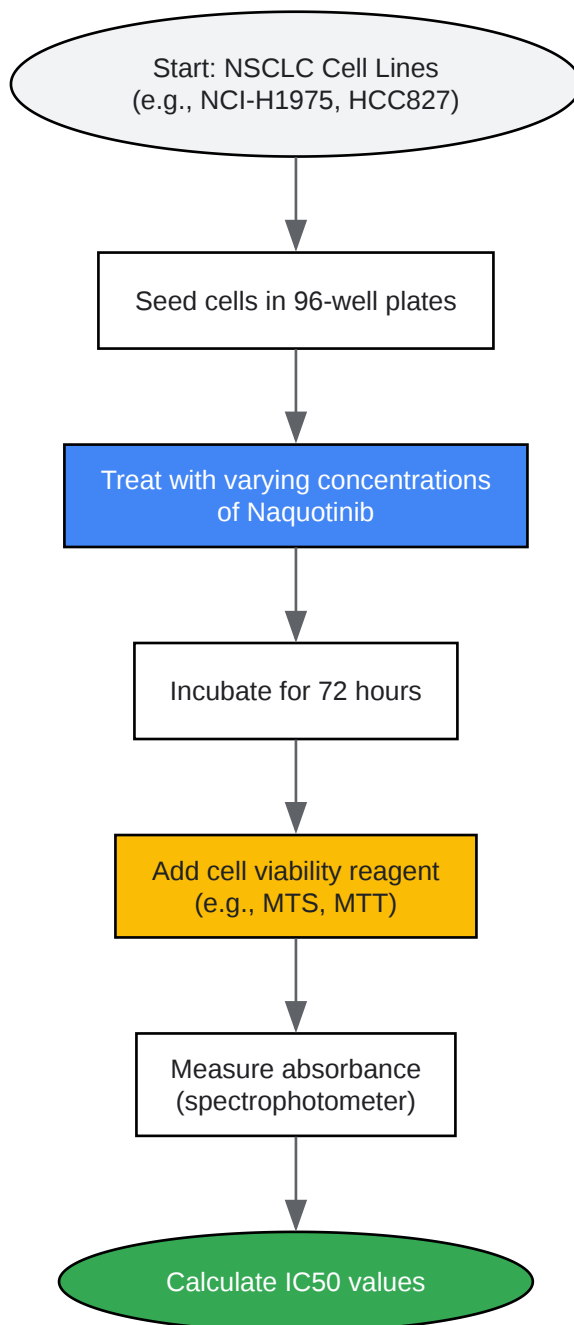 Start: NSCLC Cell Lines
(e.g., NCI-H1975, HCC827)
Seed cells in 96-well plates
Treat with varying concentrations
of Naquotinib
Incubate for 72 hours
Add cell viability reagent
(e.g., MTS, MTT)
Measure absorbance
(spectrophotometer)
Calculate IC50 values